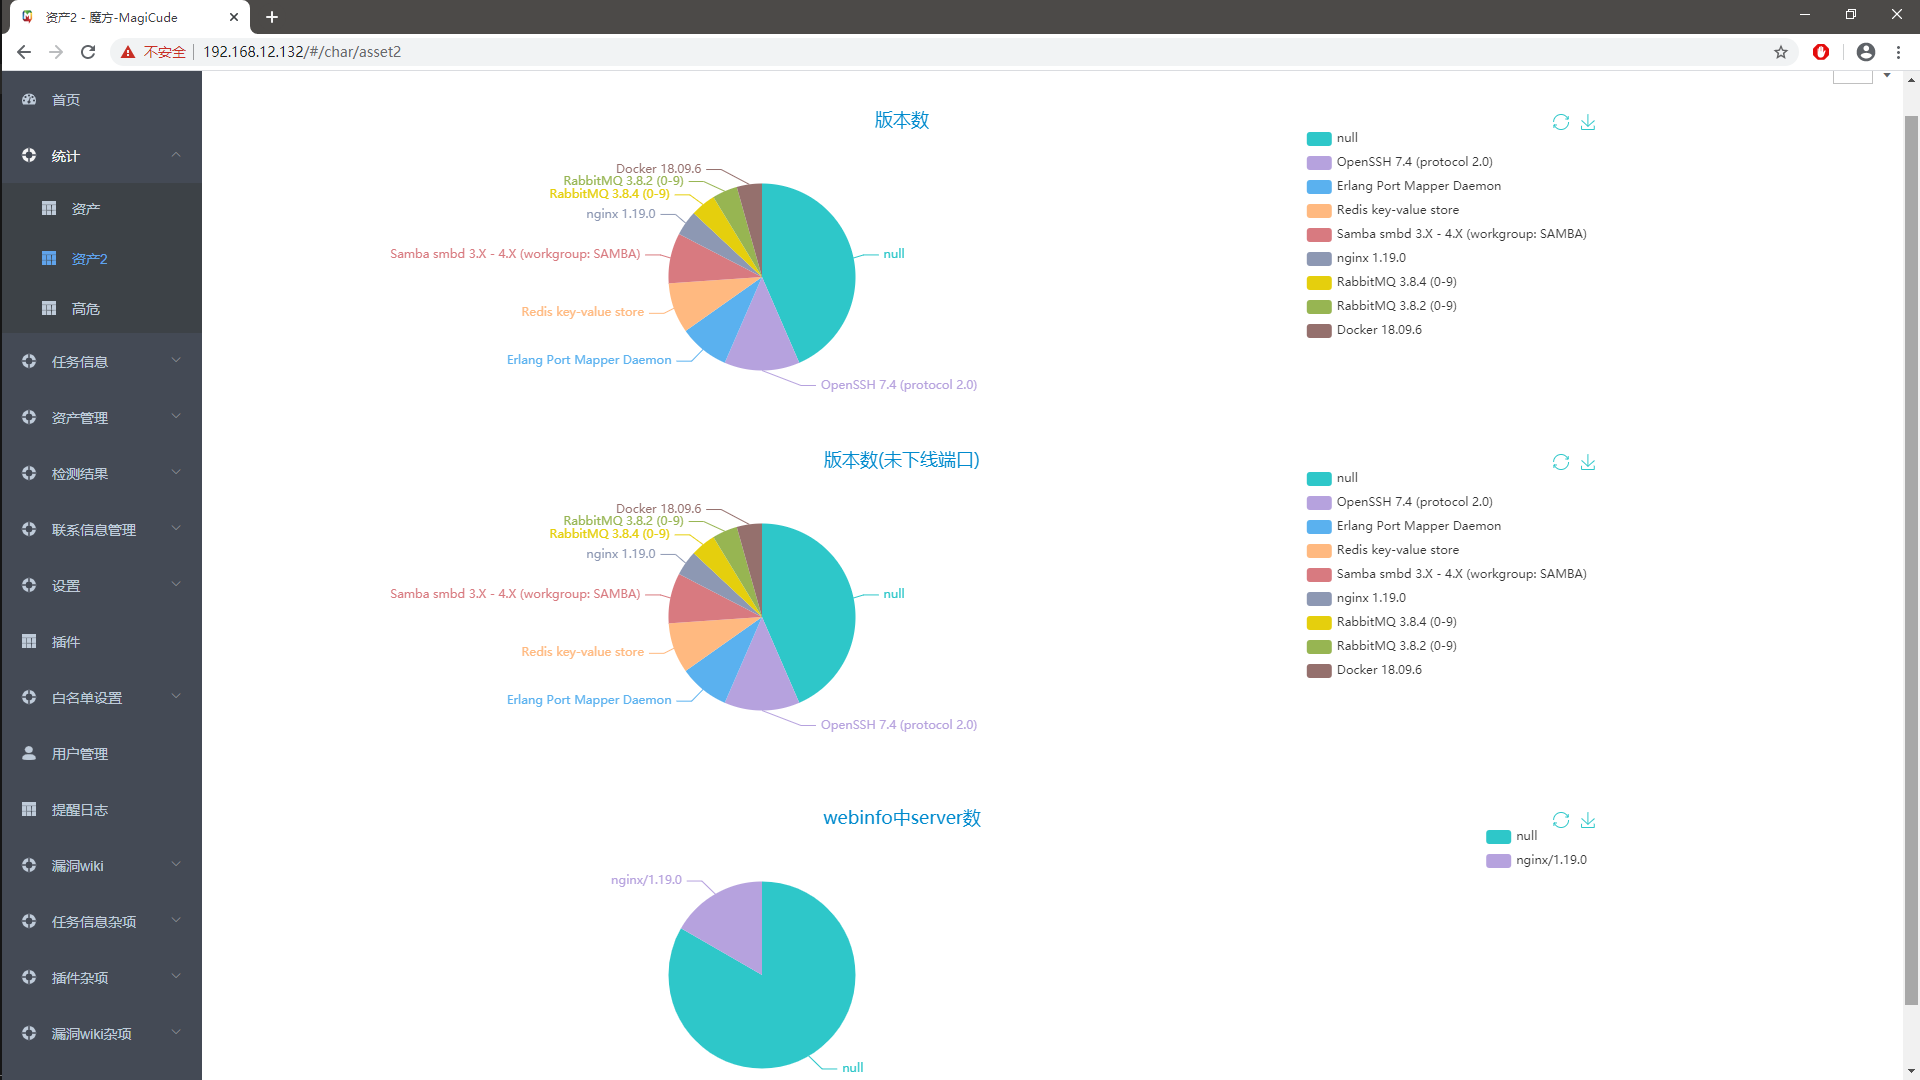 资产2 - 魔方-MagiCude
不安全
192.168.12.132/#/char/asset2
首页
统计
资产
资产2
高危
任务信息
资产管理
检测结果
联系信息管理
设置
插件
白名单设置
用户管理
提醒日志
漏洞wiki
任务信息杂项
插件杂项
漏洞wiki杂项
版本数
Docker 18.09.6
RabbitMQ 3.8.2 (0-9)
RabbitMQ 3.8.4 (0-9)
nginx 1.19.0
Samba smbd 3.X - 4.X (workgroup: SAMBA)
Redis key-value store
Erlang Port Mapper Daemon
OpenSSH 7.4 (protocol 2.0)
null
null
OpenSSH 7.4 (protocol 2.0)
Erlang Port Mapper Daemon
Redis key-value store
Samba smbd 3.X - 4.X (workgroup: SAMBA)
nginx 1.19.0
RabbitMQ 3.8.4 (0-9)
RabbitMQ 3.8.2 (0-9)
Docker 18.09.6
版本数(未下线端口)
Docker 18.09.6
RabbitMQ 3.8.2 (0-9)
RabbitMQ 3.8.4 (0-9)
nginx 1.19.0
Samba smbd 3.X - 4.X (workgroup: SAMBA)
Redis key-value store
Erlang Port Mapper Daemon
OpenSSH 7.4 (protocol 2.0)
null
null
OpenSSH 7.4 (protocol 2.0)
Erlang Port Mapper Daemon
Redis key-value store
Samba smbd 3.X - 4.X (workgroup: SAMBA)
nginx 1.19.0
RabbitMQ 3.8.4 (0-9)
RabbitMQ 3.8.2 (0-9)
Docker 18.09.6
webinfo中server数
nginx/1.19.0
null
null
nginx/1.19.0